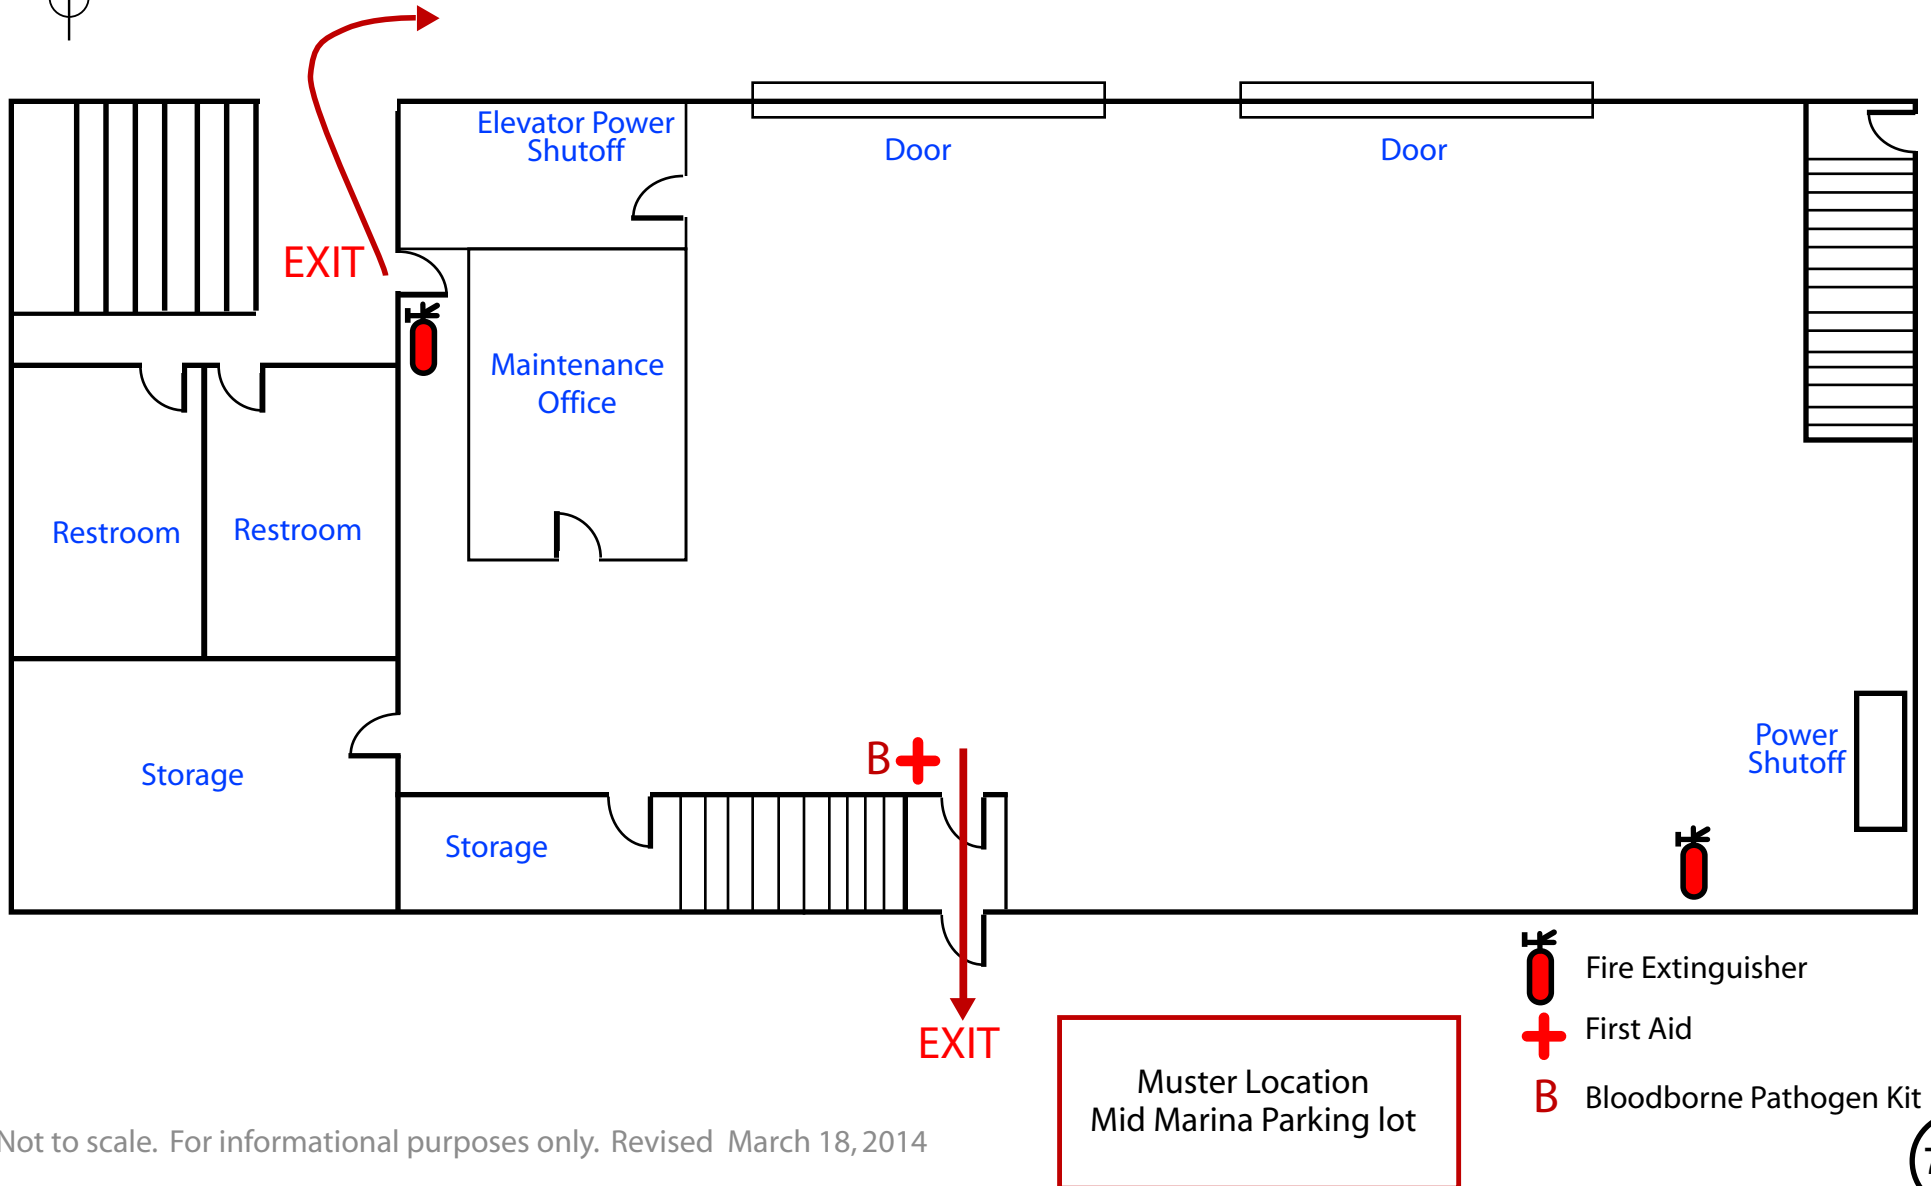 Elevator Power
Shutoff
Door
Door
EXIT
Maintenance
Office
Restroom
Restroom
Power
Shutoff
B
Storage
Storage
Fire Extinguisher
First Aid
EXIT
Muster Location
Mid Marina Parking lot
B Bloodborne Pathogen Kit
Not to scale. For informational purposes only. Revised March 18, 2014